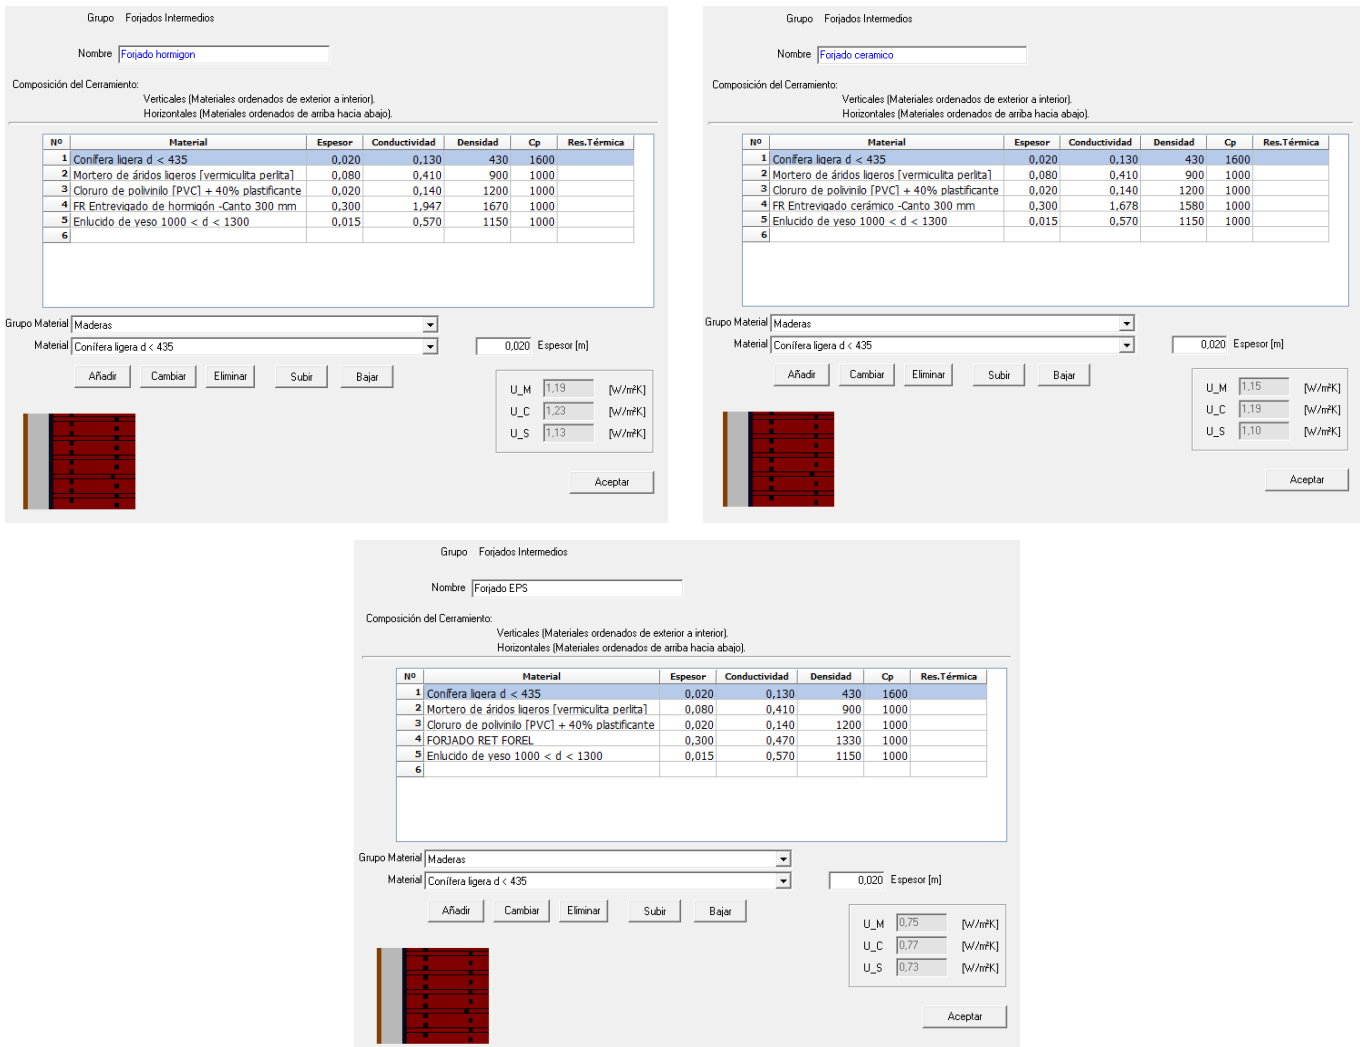 Grupo Forjados Intermedios
Nombre Forjado hormigon
Composición del Cerramiento:
Verticales (Materiales ordenados de exterior a interior).
Horizontales (Materiales ordenados de arriba hacia abajo).
Nº Material Espesor Conductividad Densidad Cp Res.Térmica
1 Conífera ligera d < 435 0,020 0,130 430 1600
2 Mortero de áridos ligeros [vermiculita perlita] 0,080 0,410 900 1000
3 Cloruro de polivinilo [PVC] + 40% plastificante 0,020 0,140 1200 1000
4 FR Entrevigado de hormigón -Canto 300 mm 0,300 1,947 1670 1000
5 Enlucido de yeso 1000 < d < 1300 0,015 0,570 1150 1000
6
Grupo Material Maderas
Material Conífera ligera d < 435 0,020 Espesor [m]
Añadir Cambiar Eliminar Subir Bajar
U_M 1,19 [W/m²K]
U_C 1,23 [W/m²K]
U_S 1,13 [W/m²K]
Aceptar
Grupo Forjados Intermedios
Nombre Forjado ceramico
Composición del Cerramiento:
Verticales (Materiales ordenados de exterior a interior).
Horizontales (Materiales ordenados de arriba hacia abajo).
Nº Material Espesor Conductividad Densidad Cp Res.Térmica
1 Conífera ligera d < 435 0,020 0,130 430 1600
2 Mortero de áridos ligeros [vermiculita perlita] 0,080 0,410 900 1000
3 Cloruro de polivinilo [PVC] + 40% plastificante 0,020 0,140 1200 1000
4 FR Entrevigado cerámico -Canto 300 mm 0,300 1,678 1580 1000
5 Enlucido de yeso 1000 < d < 1300 0,015 0,570 1150 1000
6
Grupo Material Maderas
Material Conífera ligera d < 435 0,020 Espesor [m]
Añadir Cambiar Eliminar Subir Bajar
U_M 1,15 [W/m²K]
U_C 1,19 [W/m²K]
U_S 1,10 [W/m²K]
Aceptar
Grupo Forjados Intermedios
Nombre Forjado EPS
Composición del Cerramiento:
Verticales (Materiales ordenados de exterior a interior).
Horizontales (Materiales ordenados de arriba hacia abajo).
Nº Material Espesor Conductividad Densidad Cp Res.Térmica
1 Conífera ligera d < 435 0,020 0,130 430 1600
2 Mortero de áridos ligeros [vermiculita perlita] 0,080 0,410 900 1000
3 Cloruro de polivinilo [PVC] + 40% plastificante 0,020 0,140 1200 1000
4 FORJADO RET FOREL 0,300 0,470 1330 1000
5 Enlucido de yeso 1000 < d < 1300 0,015 0,570 1150 1000
6
Grupo Material Maderas
Material Conífera ligera d < 435 0,020 Espesor [m]
Añadir Cambiar Eliminar Subir Bajar
U_M 0,75 [W/m²K]
U_C 0,77 [W/m²K]
U_S 0,73 [W/m²K]
Aceptar